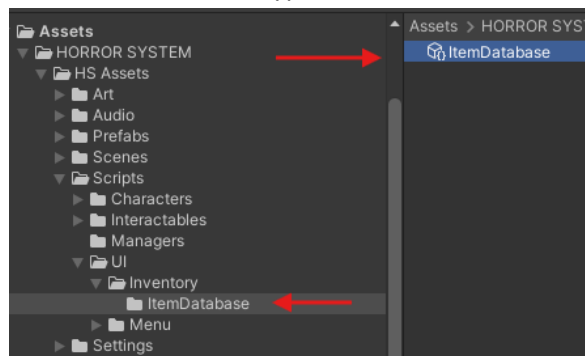 Assets
HORROR SYSTEM
HS Assets
Art
Audio
Prefabs
Scenes
Scripts
Characters
Interactables
Managers
UI
Inventory
ItemDatabase
Menu
Settings
Assets > HORROR SYS
ItemDatabase